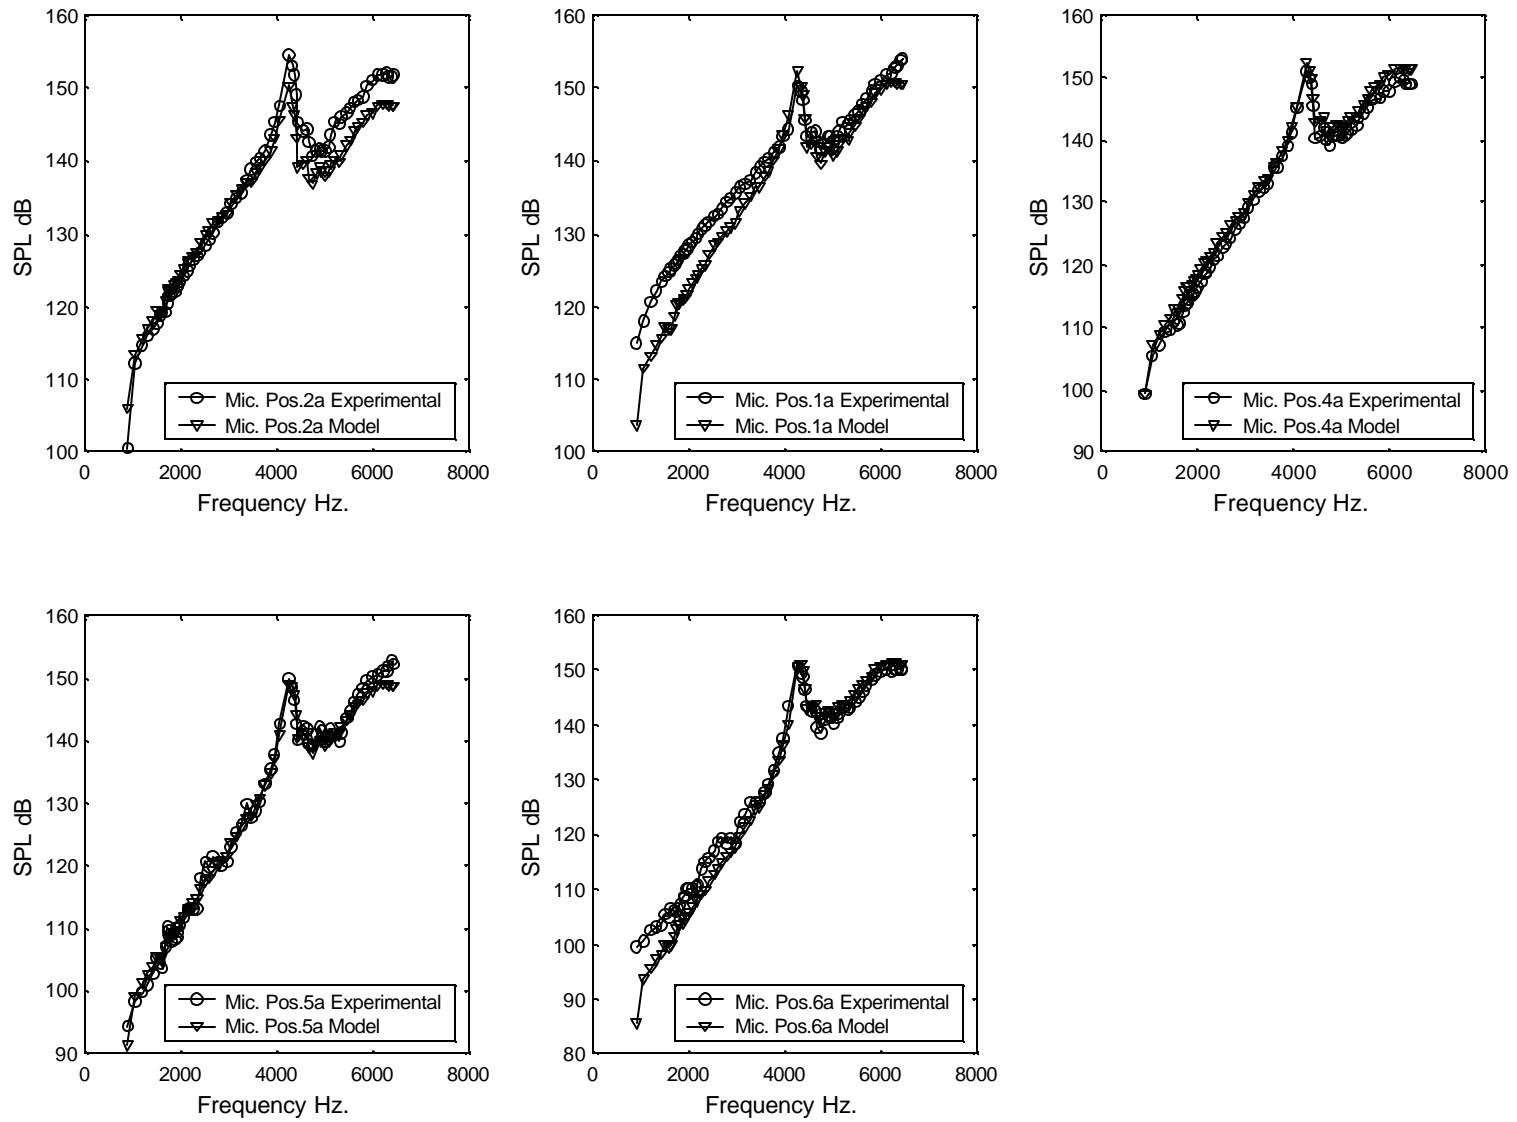 160
150
140
130
120
110
100
SPL dB
Mic. Pos.2a Experimental
Mic. Pos.2a Model
0 2000 4000 6000 8000
Frequency Hz.
160
150
140
130
120
110
100
SPL dB
Mic. Pos.1a Experimental
Mic. Pos.1a Model
0 2000 4000 6000 8000
Frequency Hz.
160
150
140
130
120
110
100
90
SPL dB
Mic. Pos.4a Experimental
Mic. Pos.4a Model
0 2000 4000 6000 8000
Frequency Hz.
160
150
140
130
120
110
100
90
SPL dB
Mic. Pos.5a Experimental
Mic. Pos.5a Model
0 2000 4000 6000 8000
Frequency Hz.
160
150
140
130
120
110
100
90
80
SPL dB
Mic. Pos.6a Experimental
Mic. Pos.6a Model
0 2000 4000 6000 8000
Frequency Hz.